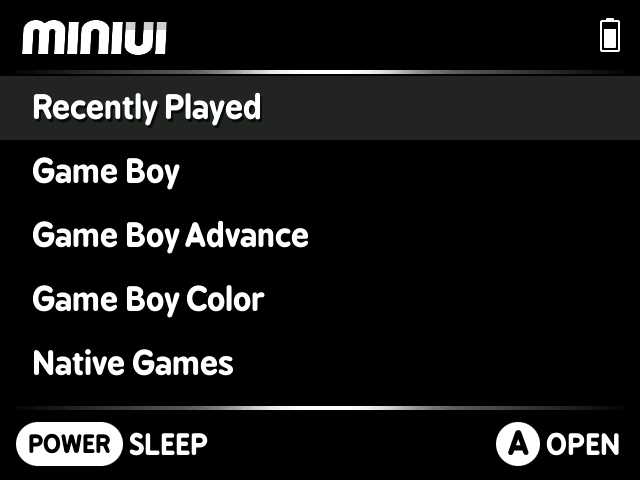 MINIUI
Recently Played
Game Boy
Game Boy Advance
Game Boy Color
Native Games
POWER SLEEP
A OPEN